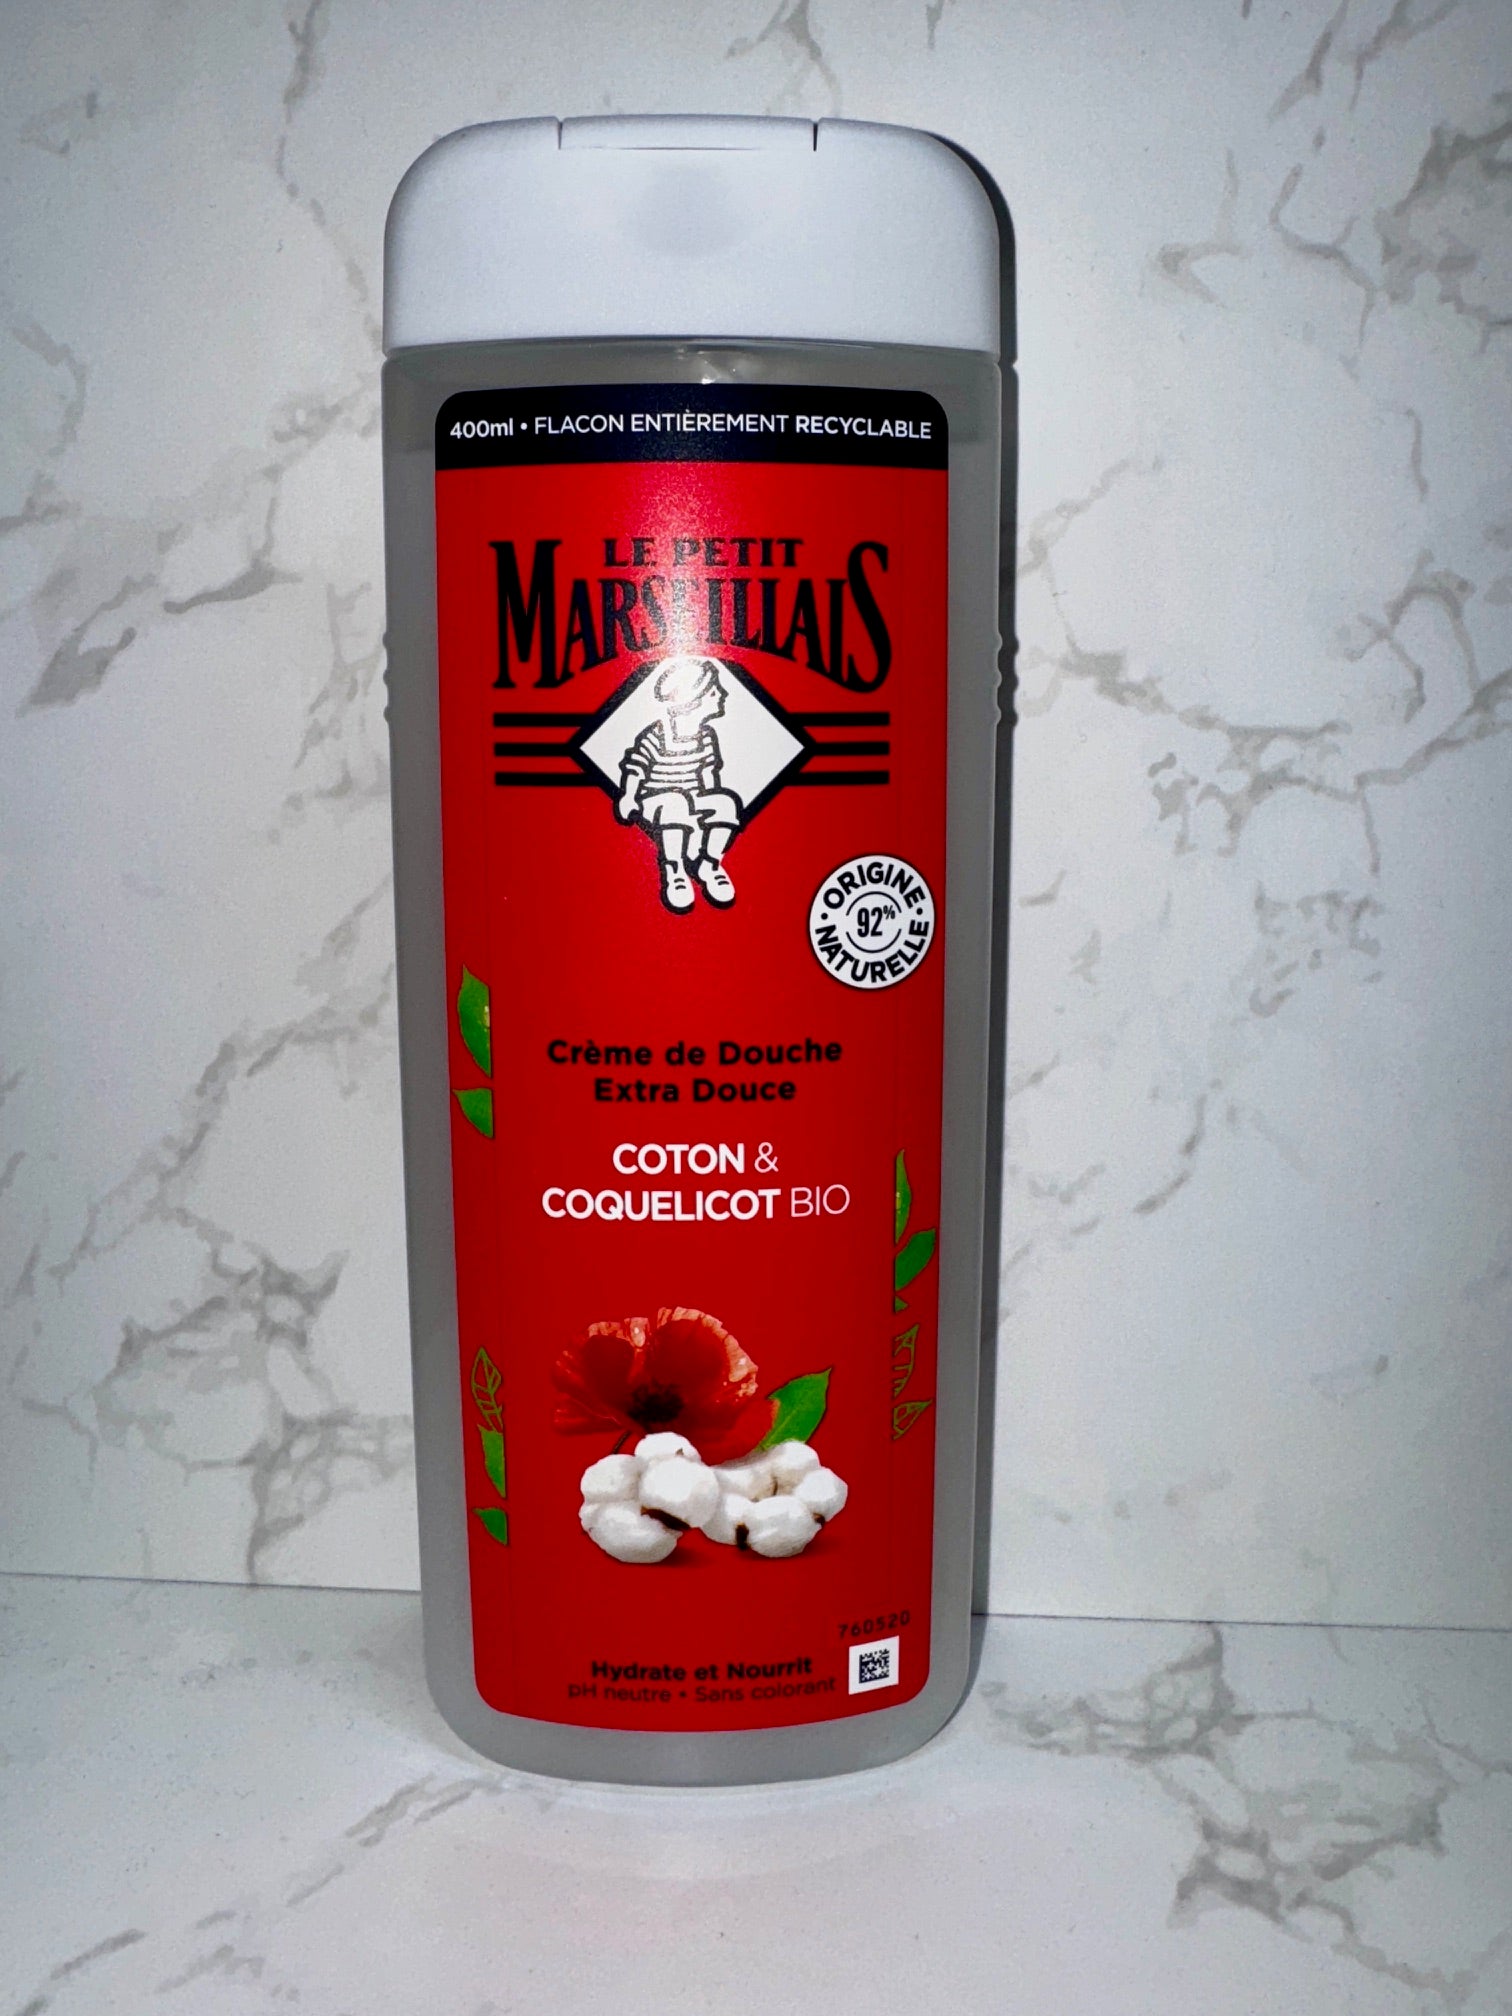 400ml • FLACON ENTIÈREMENT RECYCLABLE
LE PETIT
MARSEILLAIS
ORIGINE
92%
NATURELLE
Crème de Douche
Extra Douce
COTON &
COQUELICOT BIO
760520
Hydrate et Nourrit
pH neutre • Sans colorant